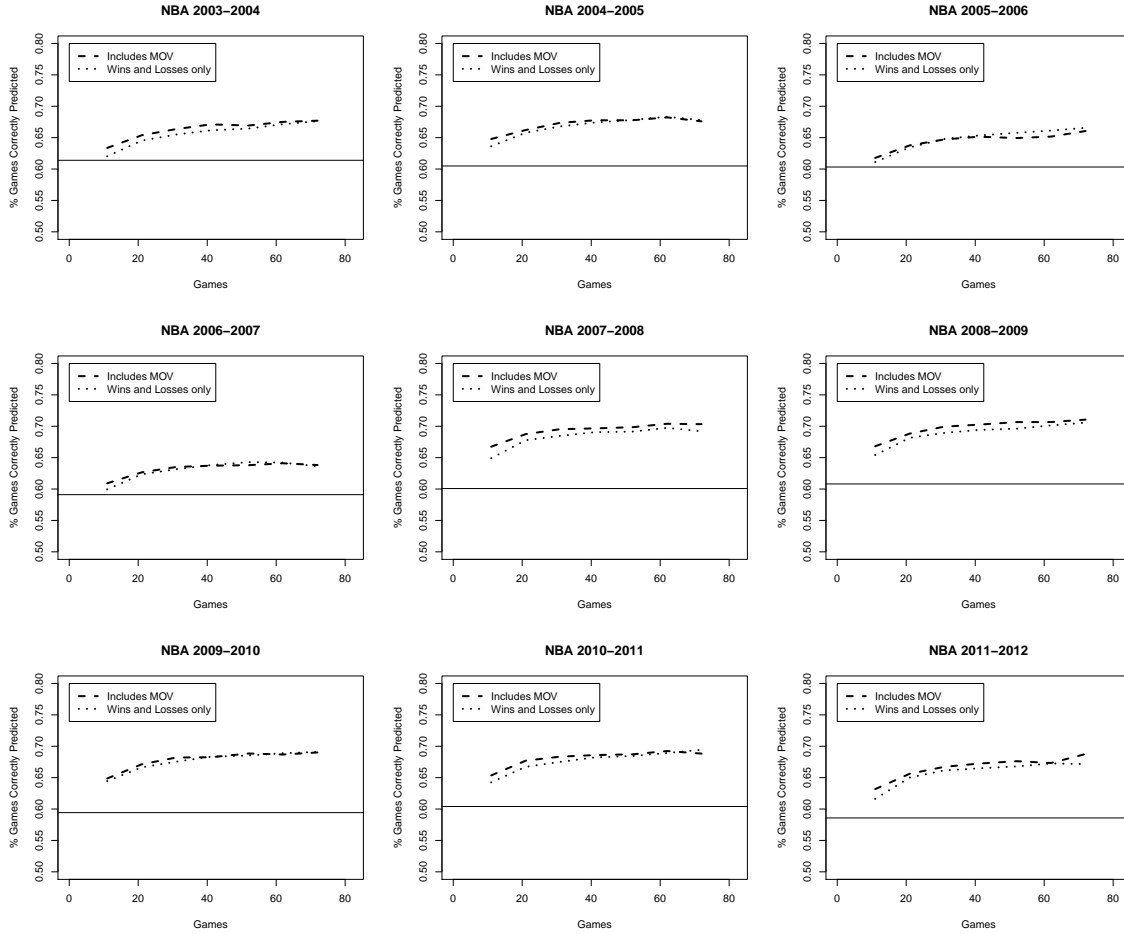 NBA 2003–2004
% Games Correctly Predicted
0.80
0.75
0.70
0.65
0.60
0.55
0.50
Includes MOV
Wins and Losses only
0 20 40 60 80
Games
NBA 2004–2005
% Games Correctly Predicted
0.80
0.75
0.70
0.65
0.60
0.55
0.50
Includes MOV
Wins and Losses only
0 20 40 60 80
Games
NBA 2005–2006
% Games Correctly Predicted
0.80
0.75
0.70
0.65
0.60
0.55
0.50
Includes MOV
Wins and Losses only
0 20 40 60 80
Games
NBA 2006–2007
% Games Correctly Predicted
0.80
0.75
0.70
0.65
0.60
0.55
0.50
Includes MOV
Wins and Losses only
0 20 40 60 80
Games
NBA 2007–2008
% Games Correctly Predicted
0.80
0.75
0.70
0.65
0.60
0.55
0.50
Includes MOV
Wins and Losses only
0 20 40 60 80
Games
NBA 2008–2009
% Games Correctly Predicted
0.80
0.75
0.70
0.65
0.60
0.55
0.50
Includes MOV
Wins and Losses only
0 20 40 60 80
Games
NBA 2009–2010
% Games Correctly Predicted
0.80
0.75
0.70
0.65
0.60
0.55
0.50
Includes MOV
Wins and Losses only
0 20 40 60 80
Games
NBA 2010–2011
% Games Correctly Predicted
0.80
0.75
0.70
0.65
0.60
0.55
0.50
Includes MOV
Wins and Losses only
0 20 40 60 80
Games
NBA 2011–2012
% Games Correctly Predicted
0.80
0.75
0.70
0.65
0.60
0.55
0.50
Includes MOV
Wins and Losses only
0 20 40 60 80
Games